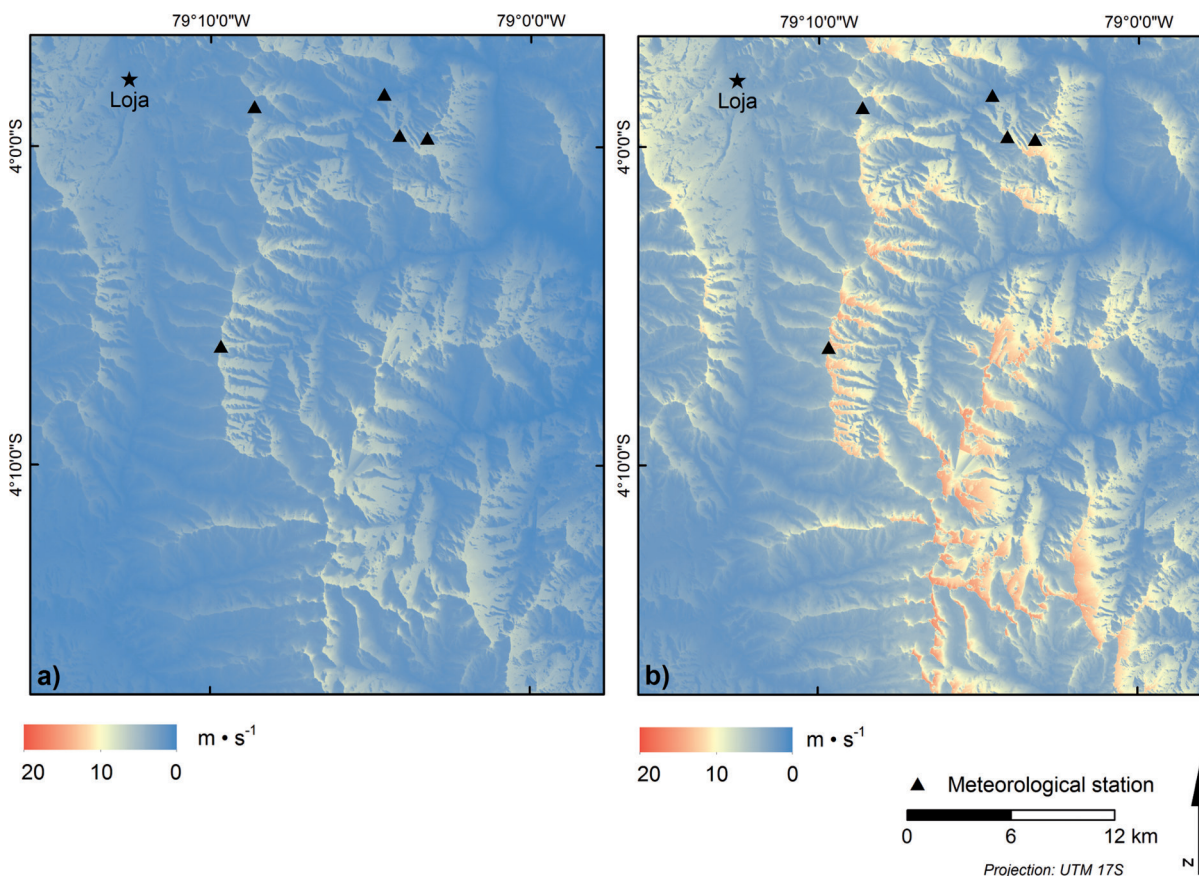 79°10'0"W 79°0'0"W 79°10'0"W 79°0'0"W
Loja Loja
4°0'0"S 4°0'0"S
4°10'0"S 4°10'0"S
a) b)
m • s-1 m • s-1
20 10 0 20 10 0
Meteorological station
0 6 12 km
Projection: UTM 17S
N